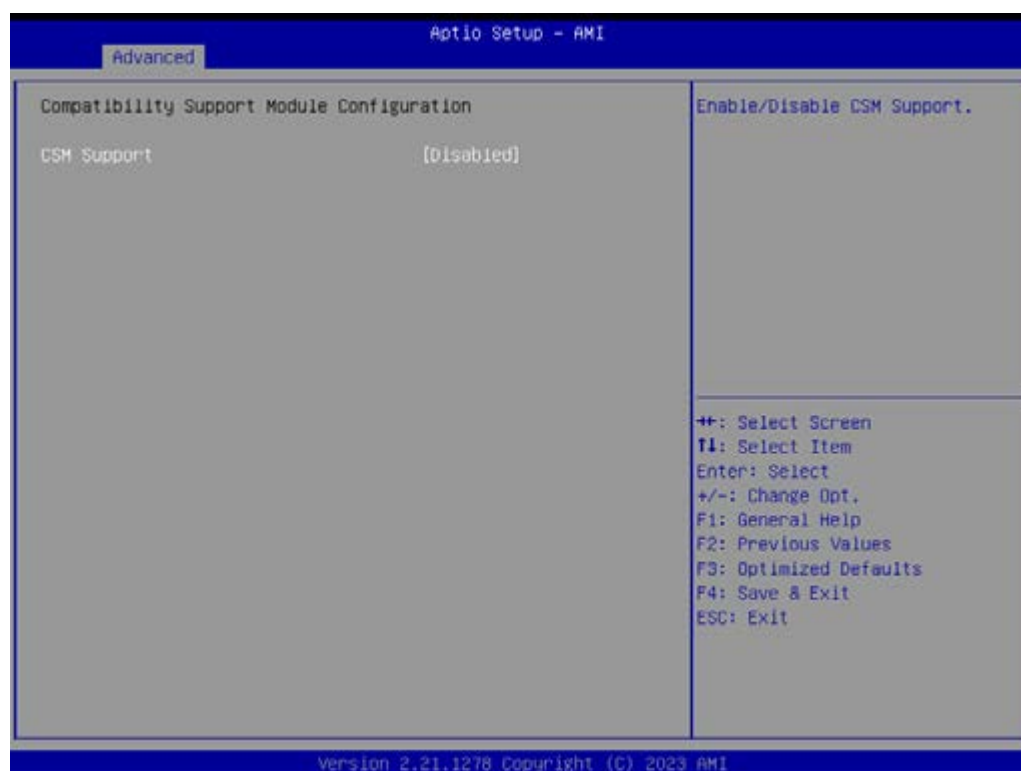 Aptio Setup - AMI
Advanced
Compatibility Support Module Configuration
CSM Support [Disabled]
Enable/Disable CSM Support.
→←: Select Screen
↑↓: Select Item
Enter: Select
+/-: Change Opt.
F1: General Help
F2: Previous Values
F3: Optimized Defaults
F4: Save & Exit
ESC: Exit
Version 2.21.1278 Copyright (C) 2023 AMI